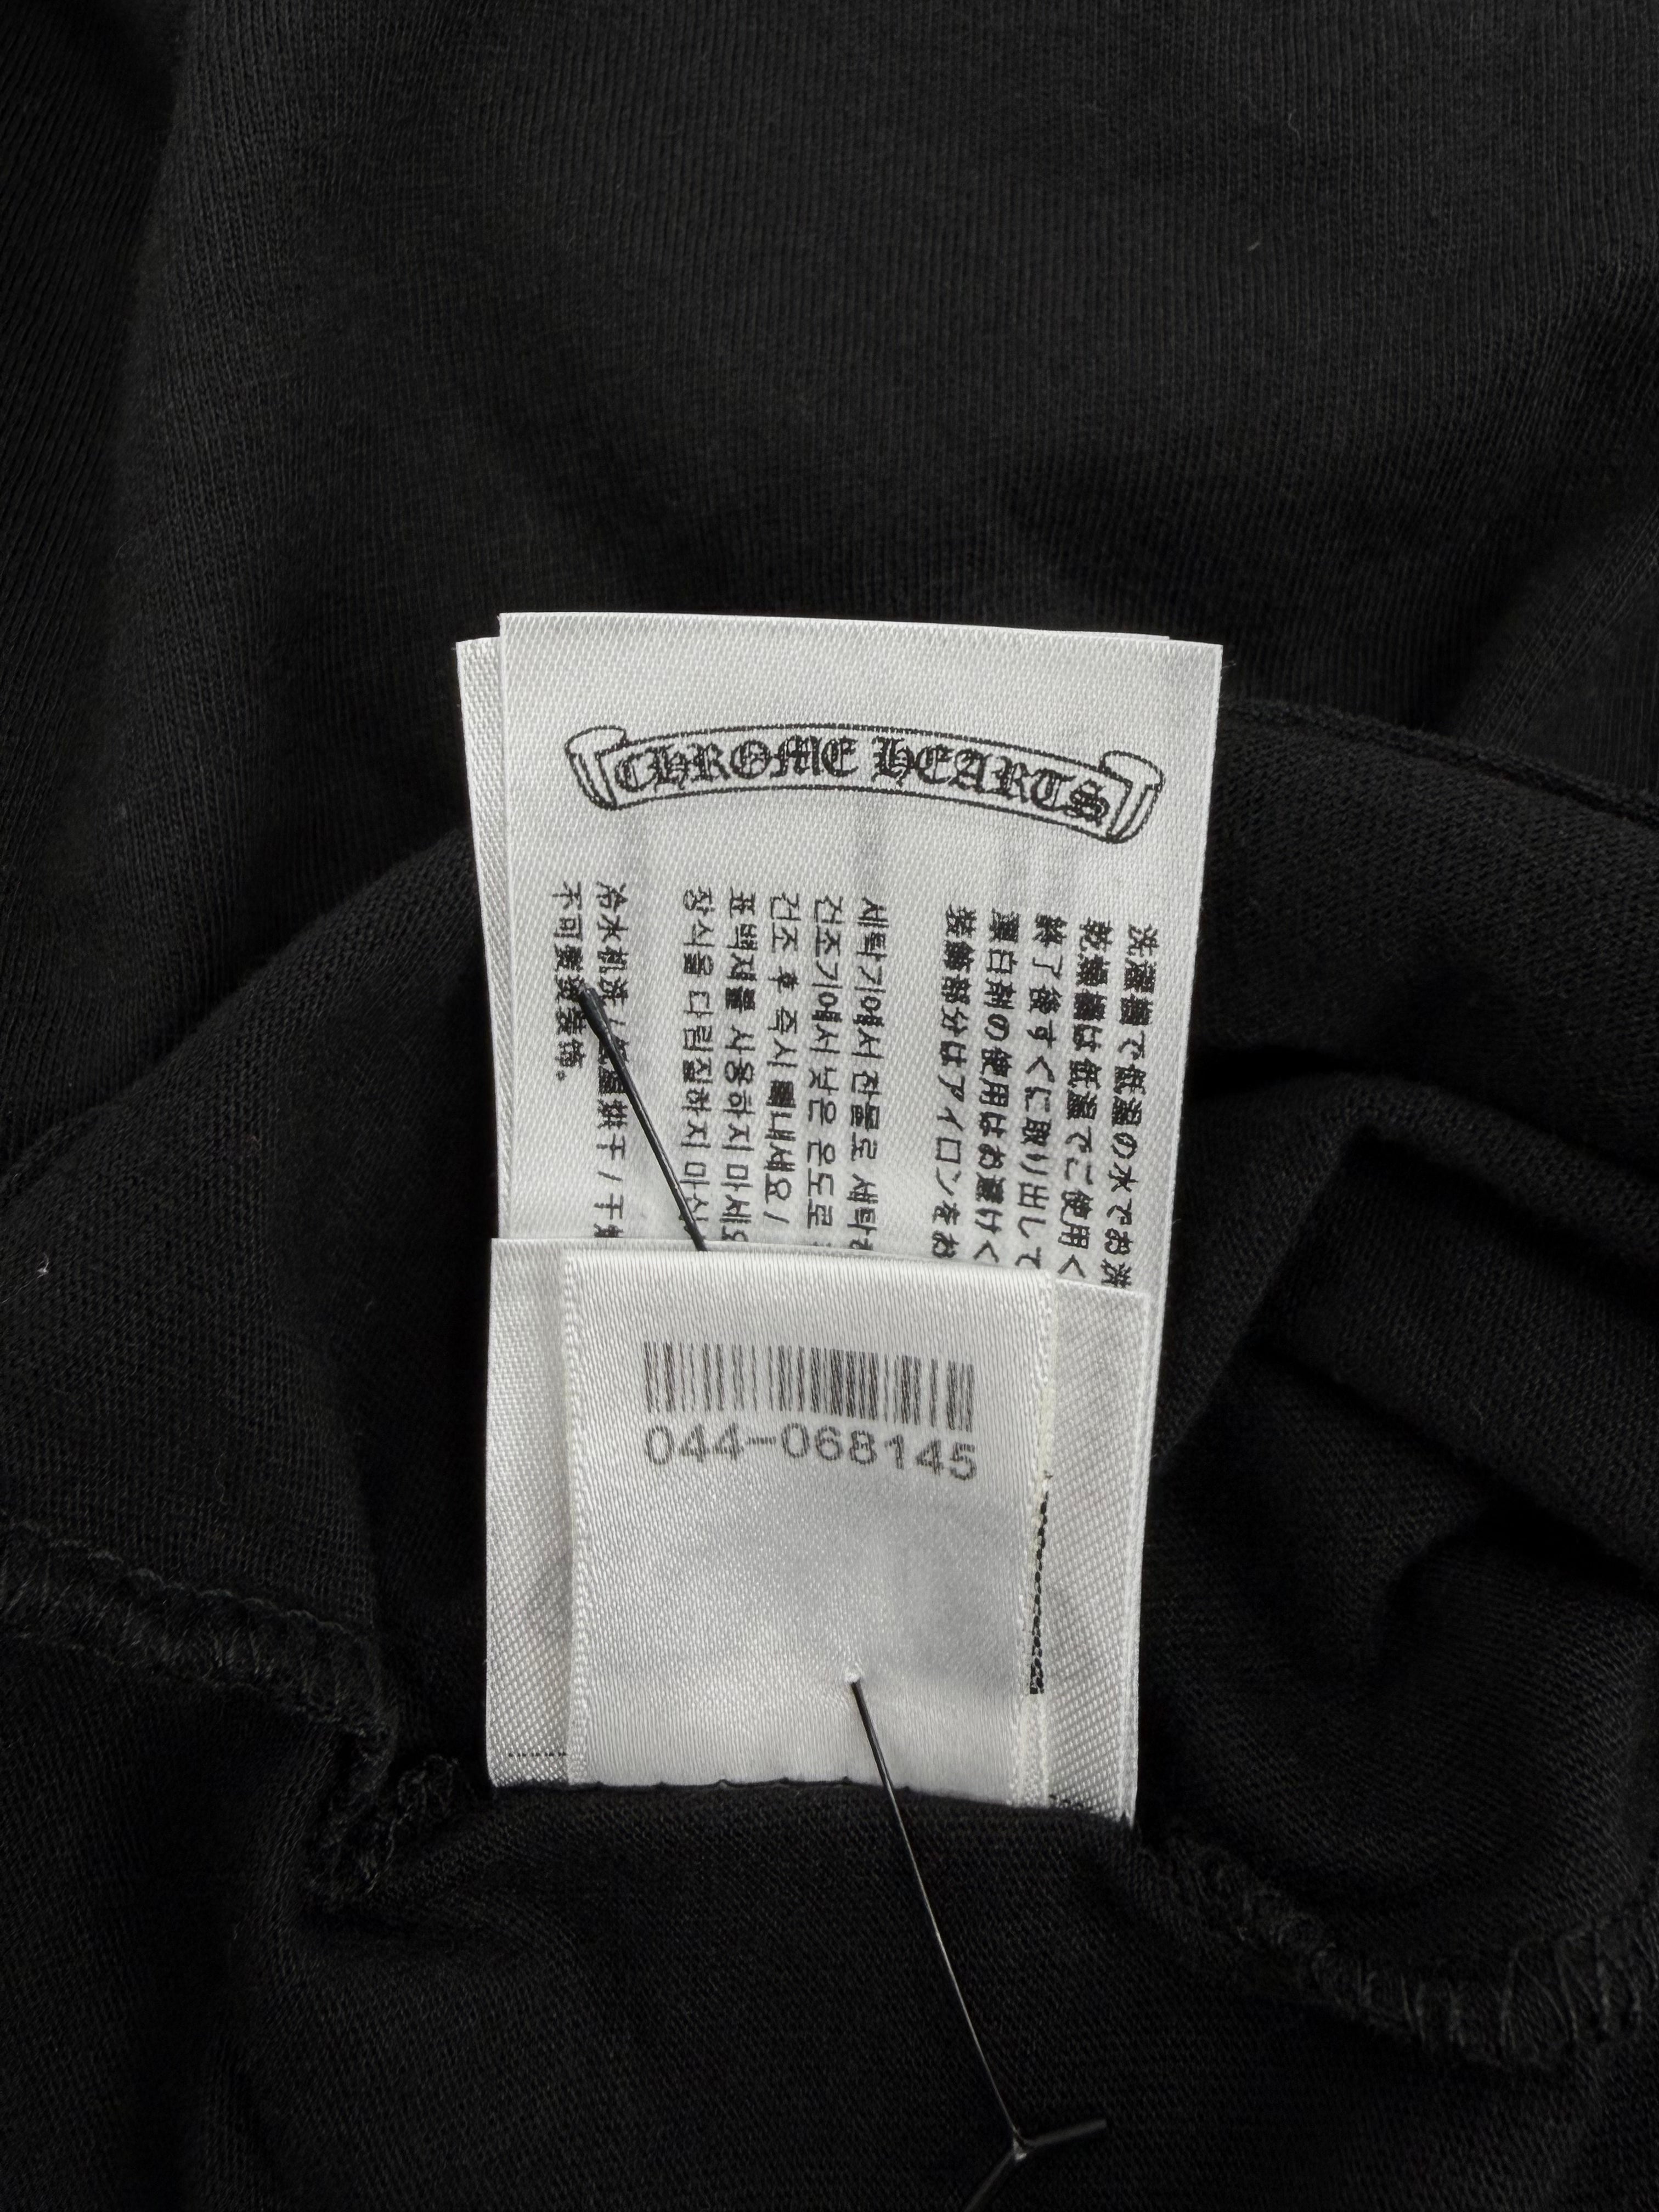 CHROME HEARTS
洗濯機で低温の水でお洗
乾燥機は低温でご使用く
終了後すぐに取り出して
漂白剤の使用はお避けく
装飾部分はアイロンをお
세탁기에서 찬물로 세탁
건조기에서 낮은 온도로
건조 후 즉시 꺼내세요 /
표백제를 사용하지 마세요
장식을 다림질하지 마십
冷水机洗 / 低温烘干 / 干
不可熨烫装饰。
044-068145